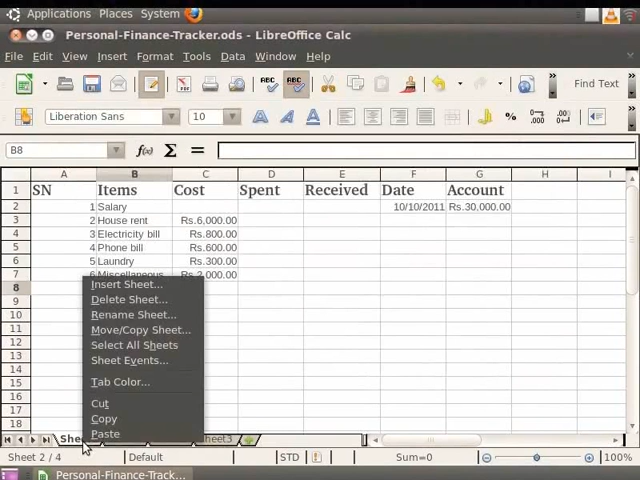 Applications Places System
Personal-Finance-Tracker.ods - LibreOffice Calc
File Edit View Insert Format Tools Data Window Help
ABC ABC Find Text
Liberation Sans 10 %
B8 f(x) Σ =
A B C D E F G H I
1 SN Items Cost Spent Received Date Account
2 1 Salary 10/10/2011 Rs.30,000.00
3 2 House rent Rs.6,000.00
4 3 Electricity bill Rs.800.00
5 4 Phone bill Rs.600.00
6 5 Laundry Rs.300.00
7 6 Miscellaneous Rs.2,000.00
8 Insert Sheet...
9 Delete Sheet...
10 Rename Sheet...
11 Move/Copy Sheet...
12 Select All Sheets
13 Sheet Events...
14
15 Tab Color...
16 Cut
17 Copy
18 Paste
Sheet3
Sheet 2 / 4 Default STD Sum=0 100%
Personal-Finance-Track...